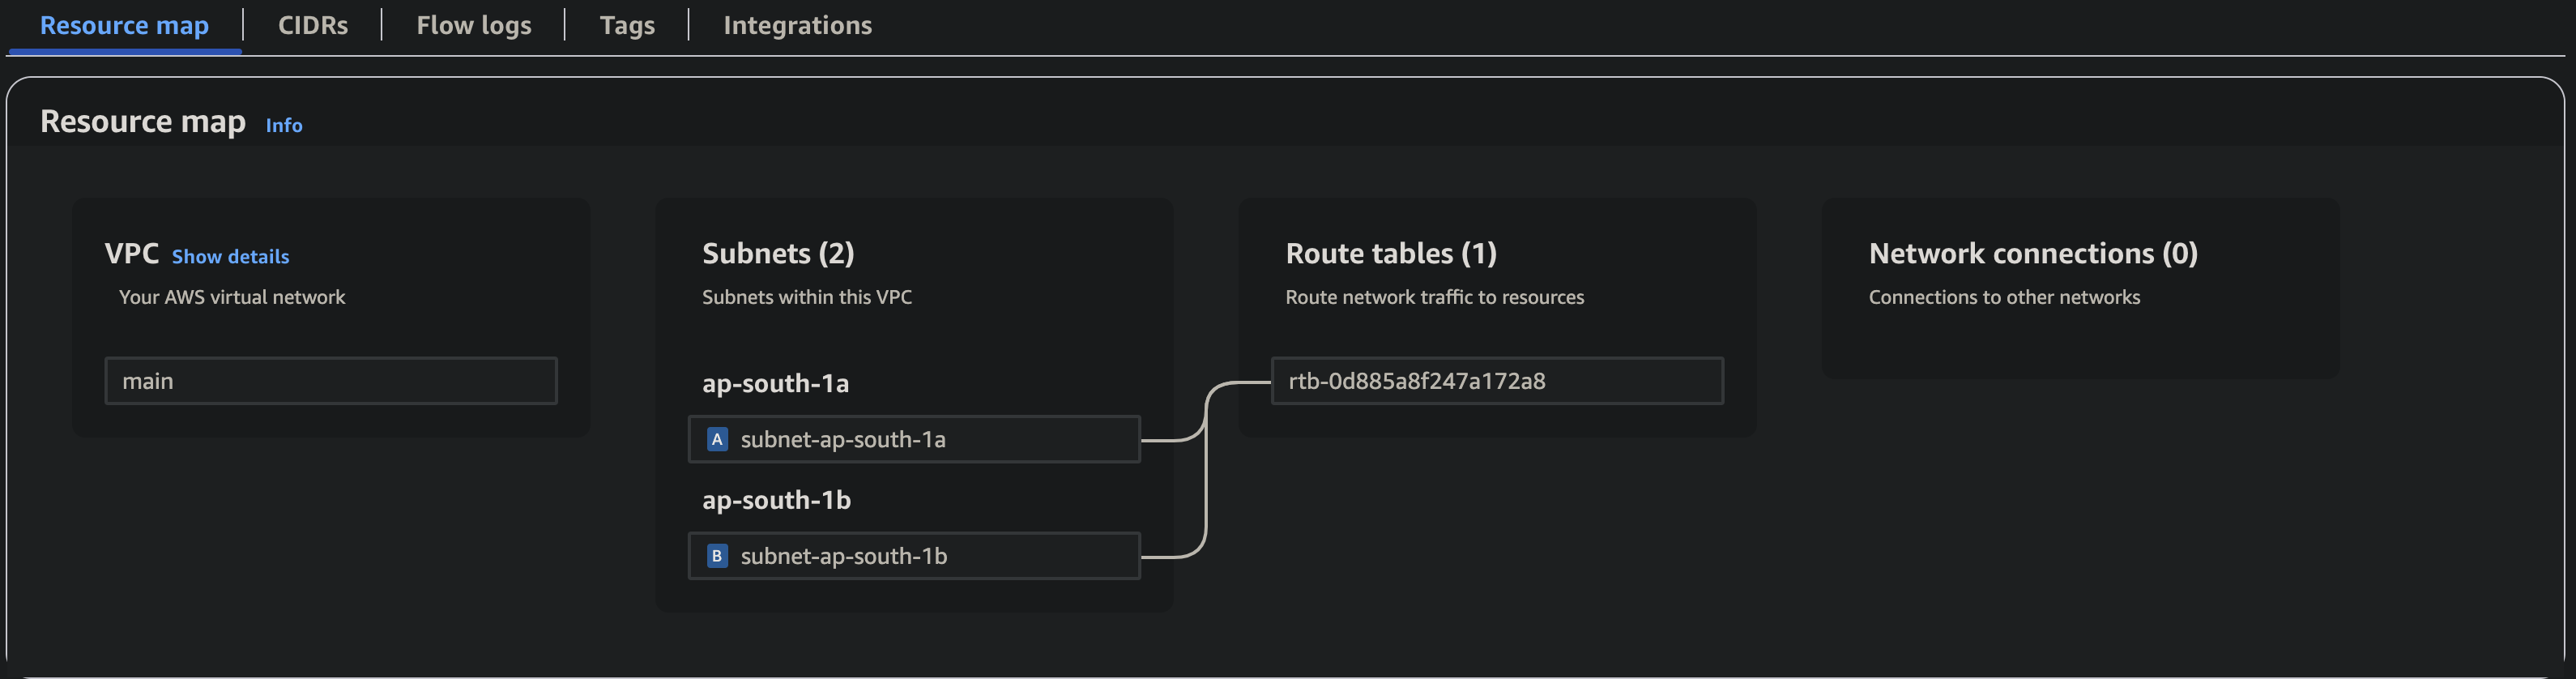 Resource map
CIDRs
Flow logs
Tags
Integrations
Resource map Info
VPC Show details
Your AWS virtual network
main
Subnets (2)
Subnets within this VPC
ap-south-1a
A subnet-ap-south-1a
ap-south-1b
B subnet-ap-south-1b
Route tables (1)
Route network traffic to resources
rtb-0d885a8f247a172a8
Network connections (0)
Connections to other networks